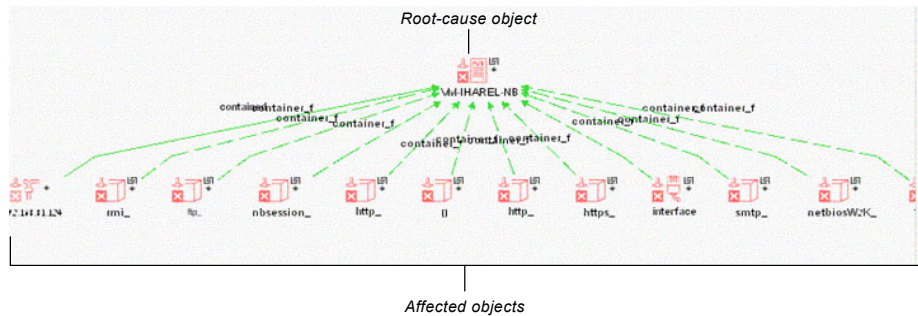 Root-cause object
VM-IHAREL-NB
container_f container_f
container_f
container_f
container_f
container_f
container_f
container_f
container_f
container_f container_f
container_f
rmi_
ftp_
nbsession_
http_
[]
http_
https_
interface
smtp_
netbiosW2K_
Affected objects